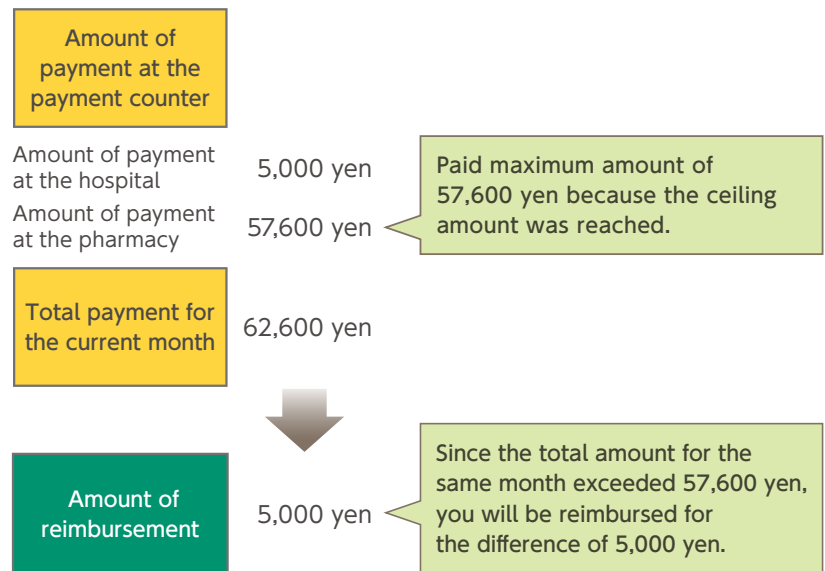 Amount of
payment at the
payment counter
Amount of payment
at the hospital
5,000 yen
Amount of payment
at the pharmacy
57,600 yen
Paid maximum amount of
57,600 yen because the ceiling
amount was reached.
Total payment for
the current month
62,600 yen
Amount of
reimbursement
5,000 yen
Since the total amount for the
same month exceeded 57,600 yen,
you will be reimbursed for
the difference of 5,000 yen.